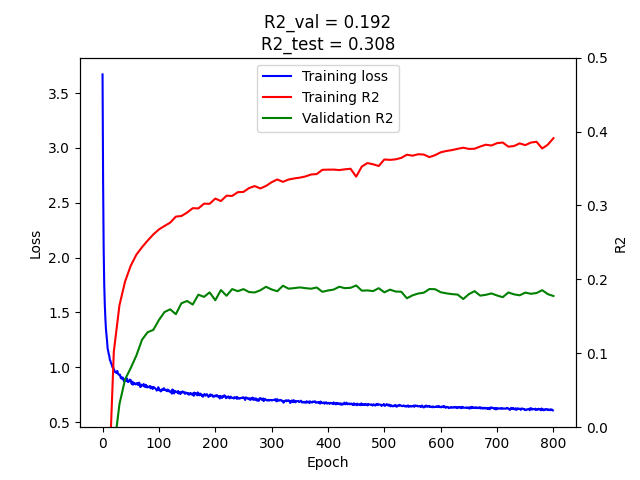 R2_val = 0.192
R2_test = 0.308
Training loss
Training R2
Validation R2
3.5
3.0
2.5
2.0
1.5
1.0
0.5
Loss
0.5
0.4
0.3
0.2
0.1
0.0
R2
0 100 200 300 400 500 600 700 800
Epoch